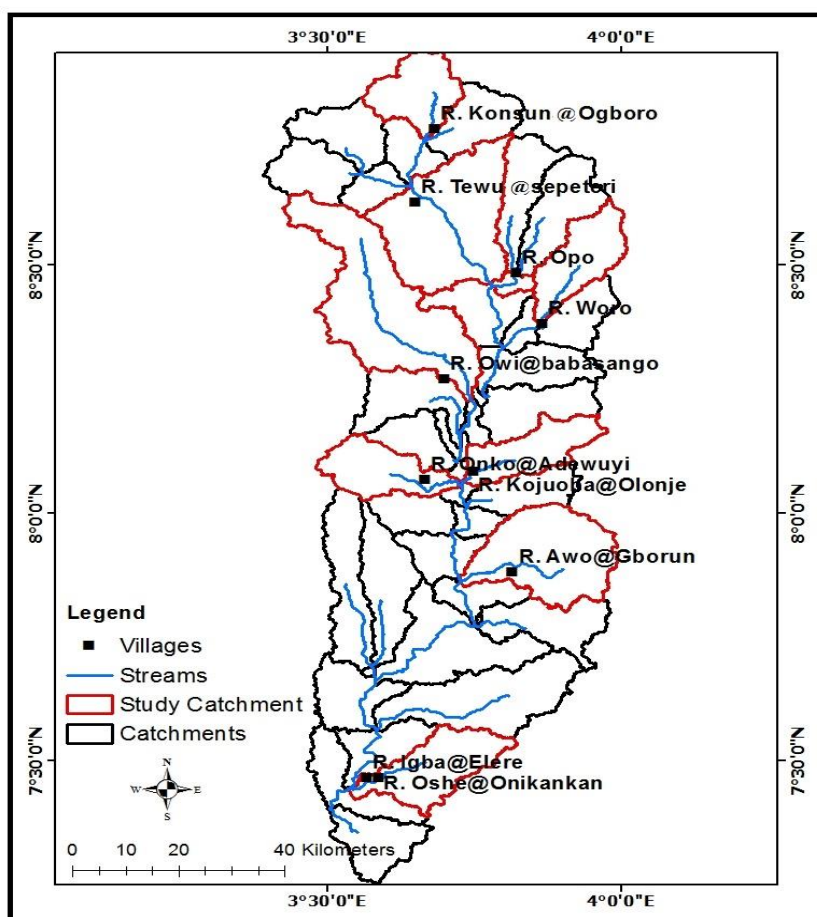 3°30'0"E 4°0'0"E
R. Konsun @Ogboro
R. Tewu @sepeteri
8°30'0"N 8°30'0"N
R. Opo
R. Woro
R. Owi@babasango
R. Onko@Adewuyi
R. Kojuoba@Olonje
8°0'0"N 8°0'0"N
R. Awo@Gborun
Legend
Villages
Streams
Study Catchment
Catchments
7°30'0"N 7°30'0"N
R. Igba@Elere
R. Oshe@Onikankan
N
W E
S
0 10 20 40 Kilometers
3°30'0"E 4°0'0"E